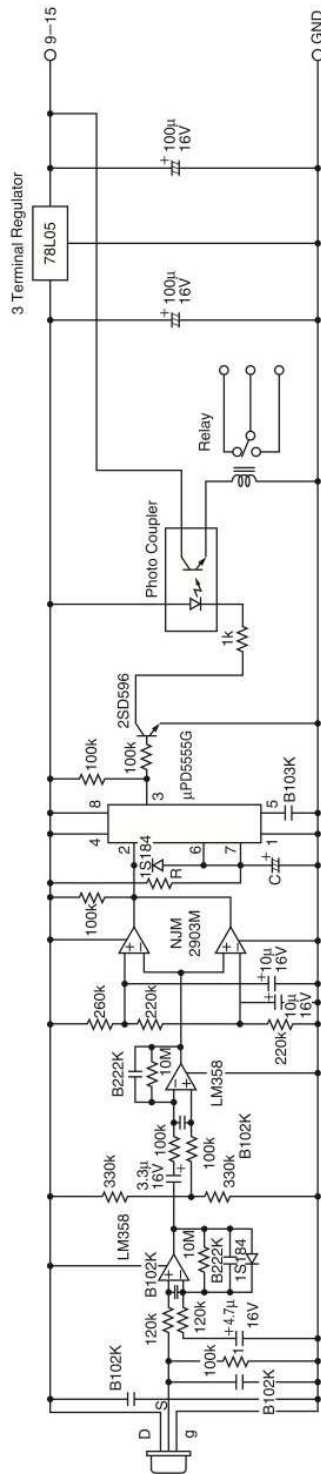 D
S
g
B102K
B102K
100k
1
120k
120k
+4.7μ
16V
B102K
LM358
10M
B222K
1S184
330k
330k
3.3μ
16V
+
100k
100k
B102K
B222K
10M
LM358
260k
220k
220k
+10μ
16V
+10μ
16V
NJM
2903M
100k
1S184
R
C
+
4
8
2
6
7
1
5
3
μPD5555G
B103K
100k
100k
2SD596
1k
Photo Coupler
Relay
+100μ
16V
3 Terminal Regulator
78L05
+100μ
16V
9–15
GND